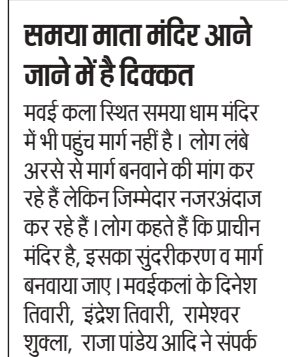 समया माता मंदिर आने
जाने में है दिक्कत
मवई कला स्थित समया धाम मंदिर
में भी पहुंच मार्ग नहीं है। लोग लंबे
अरसे से मार्ग बनवाने की मांग कर
रहे हैं लेकिन जिम्मेदार नजरअंदाज
कर रहे हैं। लोग कहते हैं कि प्राचीन
मंदिर है, इसका सुंदरीकरण व मार्ग
बनवाया जाए। मवईकलां के दिनेश
तिवारी, इंद्रेश तिवारी, रामेश्वर
शुक्ला, राजा पांडेय आदि ने संपर्क